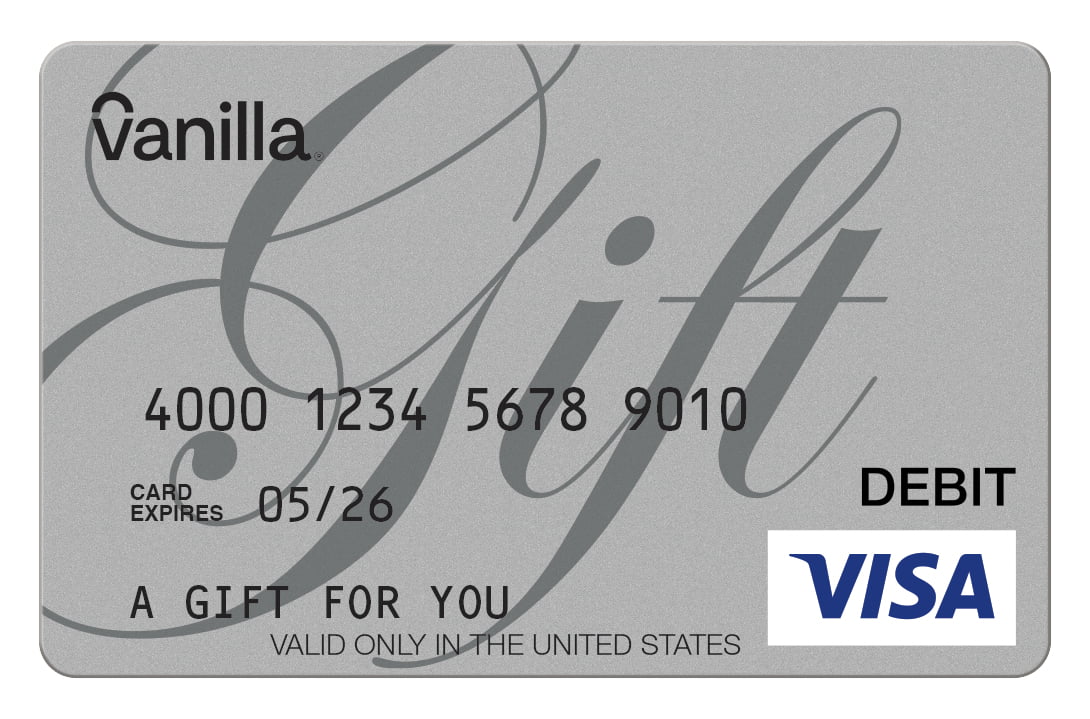 vanilla®
Gift
4000 1234 5678 9010
CARD
EXPIRES 05/26
DEBIT
VISA
A GIFT FOR YOU
VALID ONLY IN THE UNITED STATES